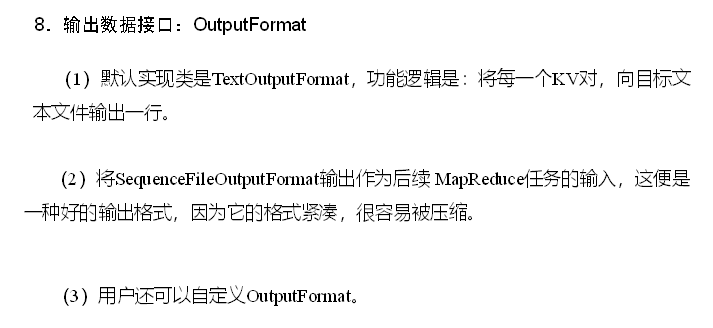 8．输出数据接口：OutputFormat
（1）默认实现类是TextOutputFormat，功能逻辑是：将每一个KV对，向目标文
本文件输出一行。
（2）将SequenceFileOutputFormat输出作为后续 MapReduce任务的输入，这便是
一种好的输出格式，因为它的格式紧凑，很容易被压缩。
（3）用户还可以自定义OutputFormat。